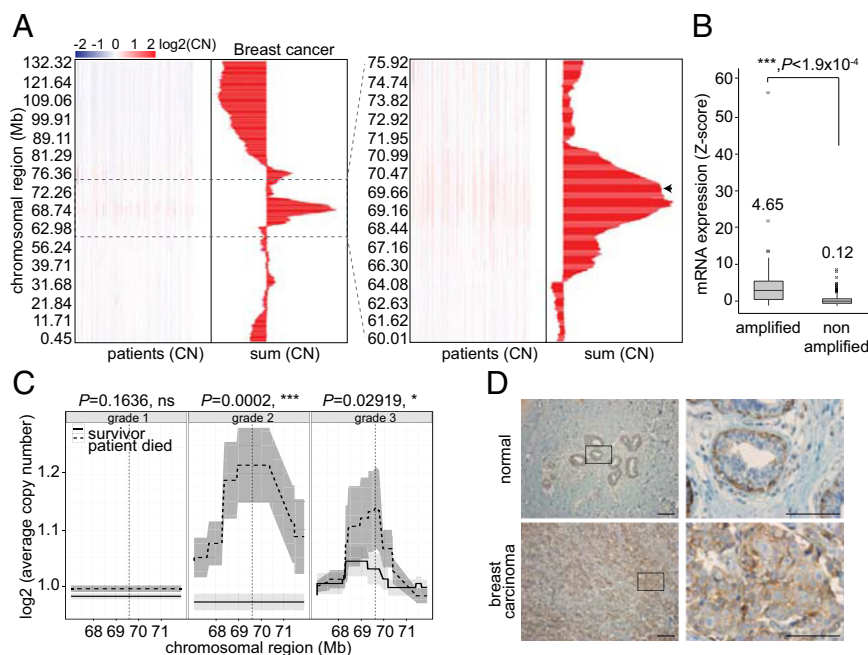 A
-2 -1 0 1 2 log2(CN)
Breast cancer
chromosomal region (Mb)
132.32
121.64
109.06
99.91
89.11
81.29
76.36
72.26
68.74
62.98
56.24
39.71
31.68
21.84
11.71
0.45
patients (CN)
sum (CN)
75.92
74.74
73.82
72.92
71.95
70.99
70.47
69.66
69.16
68.44
67.16
66.30
64.08
62.63
61.62
60.01
patients (CN)
sum (CN)
B
***,P<1.9x10-4
mRNA expression (Z-score)
60
50
40
30
20
10
0
4.65
0.12
amplified
non
amplified
C
P=0.1636, ns
P=0.0002, ***
P=0.02919, *
grade 1
grade 2
grade 3
survivor
patient died
log2 (average copy number)
1.2
1.1
1.0
68 69 70 71
68 69 70 71
68 69 70 71
chromosomal region (Mb)
D
normal
breast
carcinoma